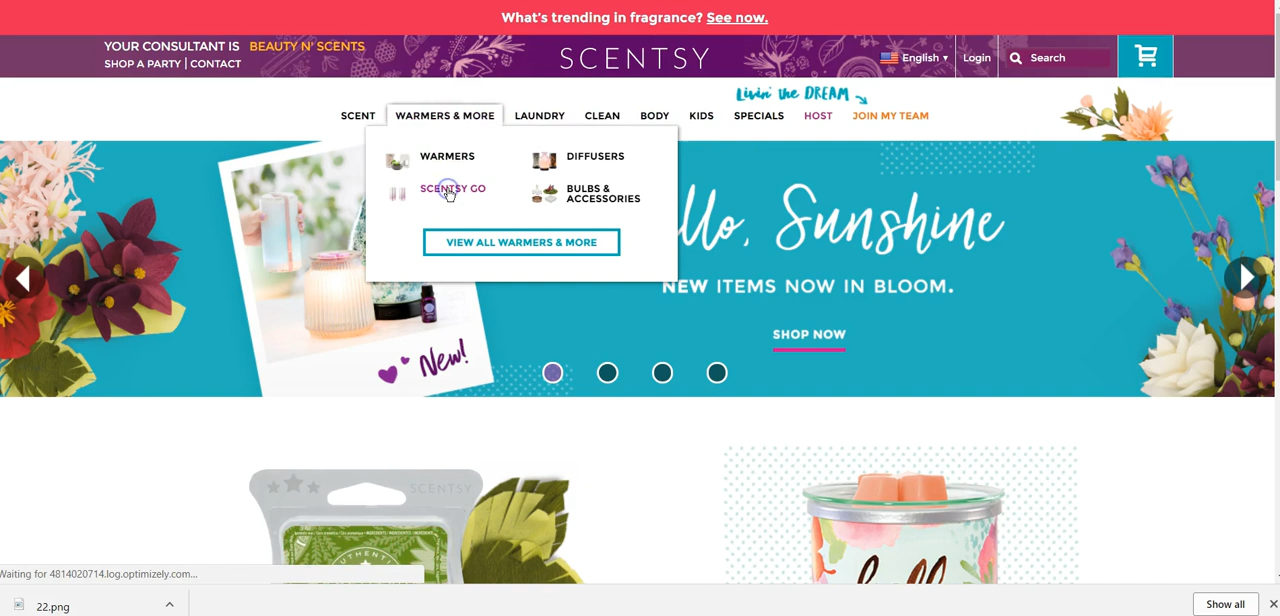 What's trending in fragrance? See now.
YOUR CONSULTANT IS BEAUTY N' SCENTS
SHOP A PARTY | CONTACT
SCENTSY
English ▾
Login
Search
Livin' the DREAM
SCENT
WARMERS & MORE
LAUNDRY
CLEAN
BODY
KIDS
SPECIALS
HOST
JOIN MY TEAM
WARMERS
DIFFUSERS
SCENTSY GO
BULBS &
ACCESSORIES
VIEW ALL WARMERS & MORE
llo, Sunshine
NEW ITEMS NOW IN BLOOM.
SHOP NOW
New!
SCENTSY
AUTHENTI
hello
Waiting for 4814020714.log.optimizely.com...
22.png
Show all